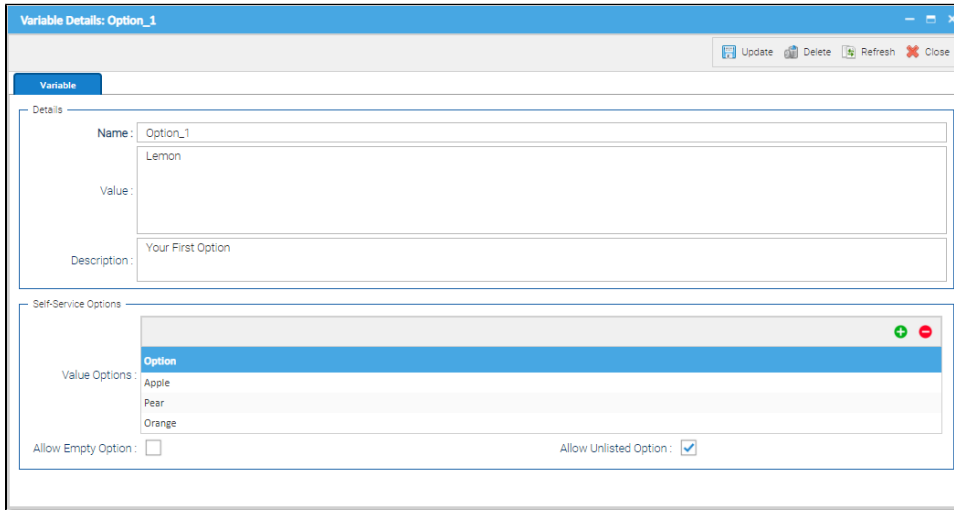 Variable Details: Option_1
Update Delete Refresh Close
Variable
Details
Name : Option_1
Lemon
Value :
Your First Option
Description :
Self-Service Options
Option
Value Options :
Apple
Pear
Orange
Allow Empty Option : Allow Unlisted Option :